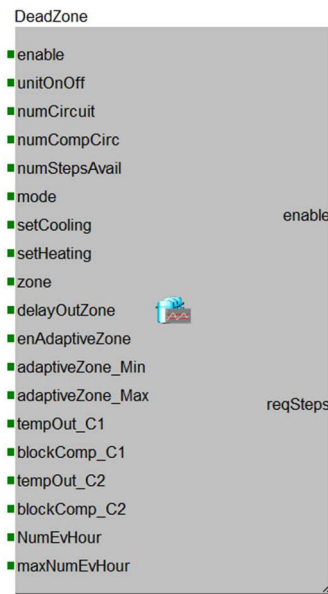 DeadZone
enable
unitOnOff
numCircuit
numCompCirc
numStepsAvail
mode
setCooling
enable
setHeating
zone
delayOutZone
enAdaptiveZone
adaptiveZone_Min
adaptiveZone_Max
reqSteps
tempOut_C1
blockComp_C1
tempOut_C2
blockComp_C2
NumEvHour
maxNumEvHour